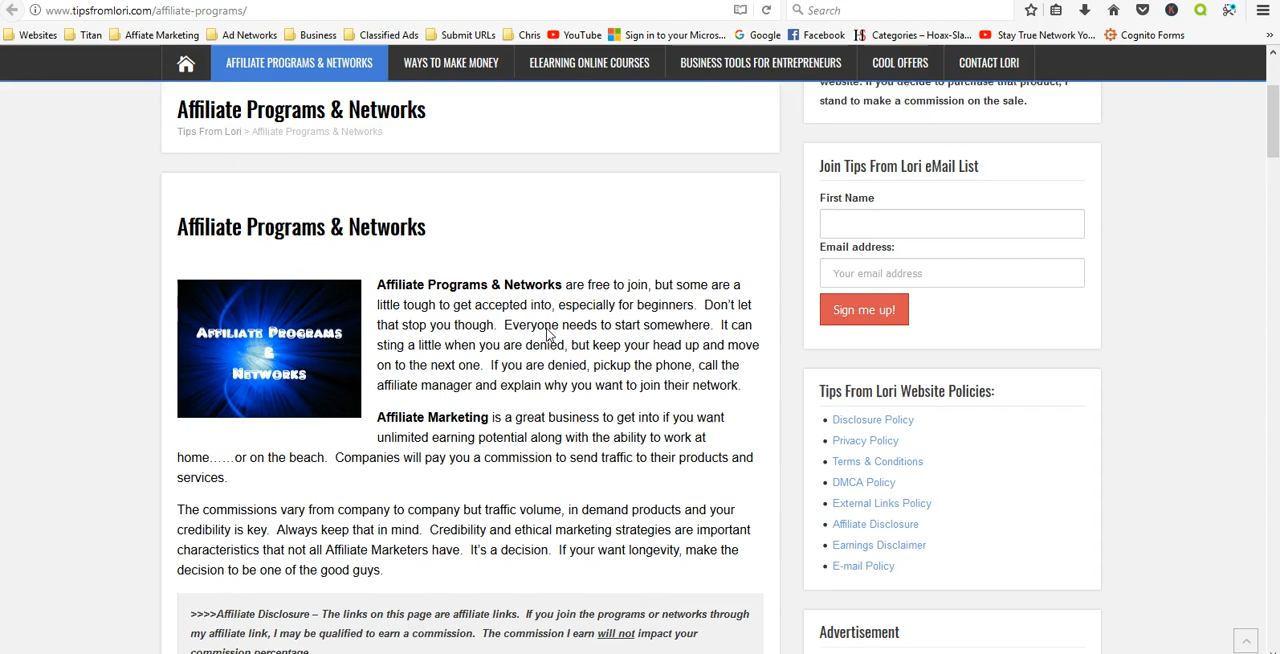 www.tipsfromlori.com/affiliate-programs/
Search
Websites Titan Affiate Marketing Ad Networks Business Classified Ads Submit URLs Chris YouTube Sign in to your Micros... Google Facebook Categories – Hoax-Sla... Stay True Network Yo... Cognito Forms
AFFILIATE PROGRAMS & NETWORKS WAYS TO MAKE MONEY ELEARNING ONLINE COURSES BUSINESS TOOLS FOR ENTREPRENEURS COOL OFFERS CONTACT LORI
Affiliate Programs & Networks
Tips From Lori > Affiliate Programs & Networks
Affiliate Programs & Networks
AFFILIATE PROGRAMS
&
NETWORKS
Affiliate Programs & Networks are free to join, but some are a
little tough to get accepted into, especially for beginners. Don't let
that stop you though. Everyone needs to start somewhere. It can
sting a little when you are denied, but keep your head up and move
on to the next one. If you are denied, pickup the phone, call the
affiliate manager and explain why you want to join their network.
Affiliate Marketing is a great business to get into if you want
unlimited earning potential along with the ability to work at
home……or on the beach. Companies will pay you a commission to send traffic to their products and
services.
The commissions vary from company to company but traffic volume, in demand products and your
credibility is key. Always keep that in mind. Credibility and ethical marketing strategies are important
characteristics that not all Affiliate Marketers have. It's a decision. If your want longevity, make the
decision to be one of the good guys.
>>>>Affiliate Disclosure – The links on this page are affiliate links. If you join the programs or networks through
my affiliate link, I may be qualified to earn a commission. The commission I earn will not impact your
commission percentage.
website. If you decide to purchase that product, I
stand to make a commission on the sale.
Join Tips From Lori eMail List
First Name
Email address:
Your email address
Sign me up!
Tips From Lori Website Policies:
Disclosure Policy
Privacy Policy
Terms & Conditions
DMCA Policy
External Links Policy
Affiliate Disclosure
Earnings Disclaimer
E-mail Policy
Advertisement